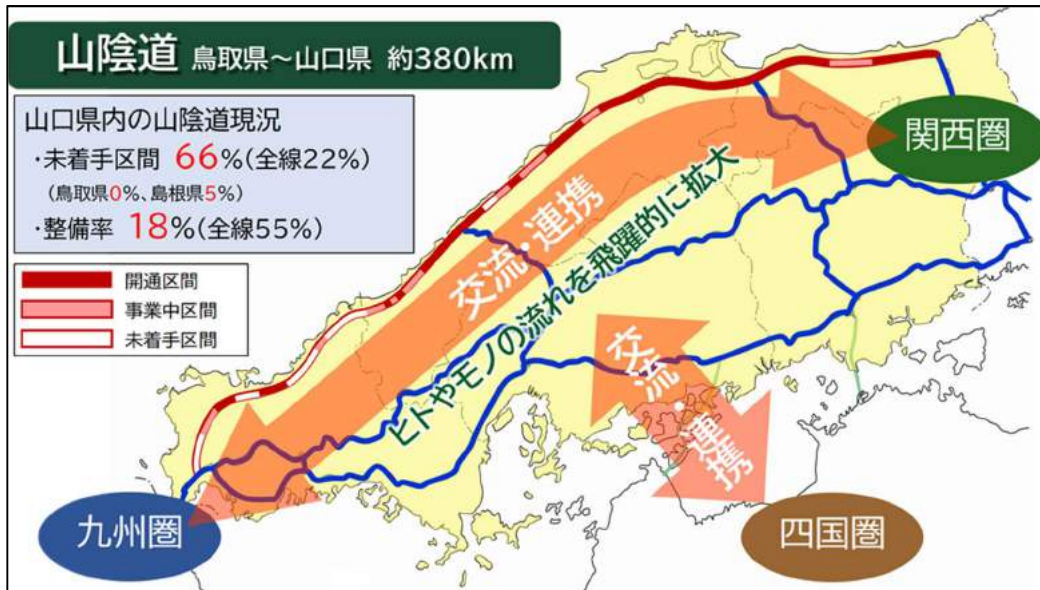 山陰道 鳥取県～山口県 約380km
山口県内の山陰道現況
・未着手区間 66%(全線22%)
(鳥取県0%、島根県5%)
・整備率 18%(全線55%)
開通区間
事業中区間
未着手区間
関西圏
交流・連携
ヒトやモノの流れを飛躍的に拡大
交流・連携
九州圏
四国圏